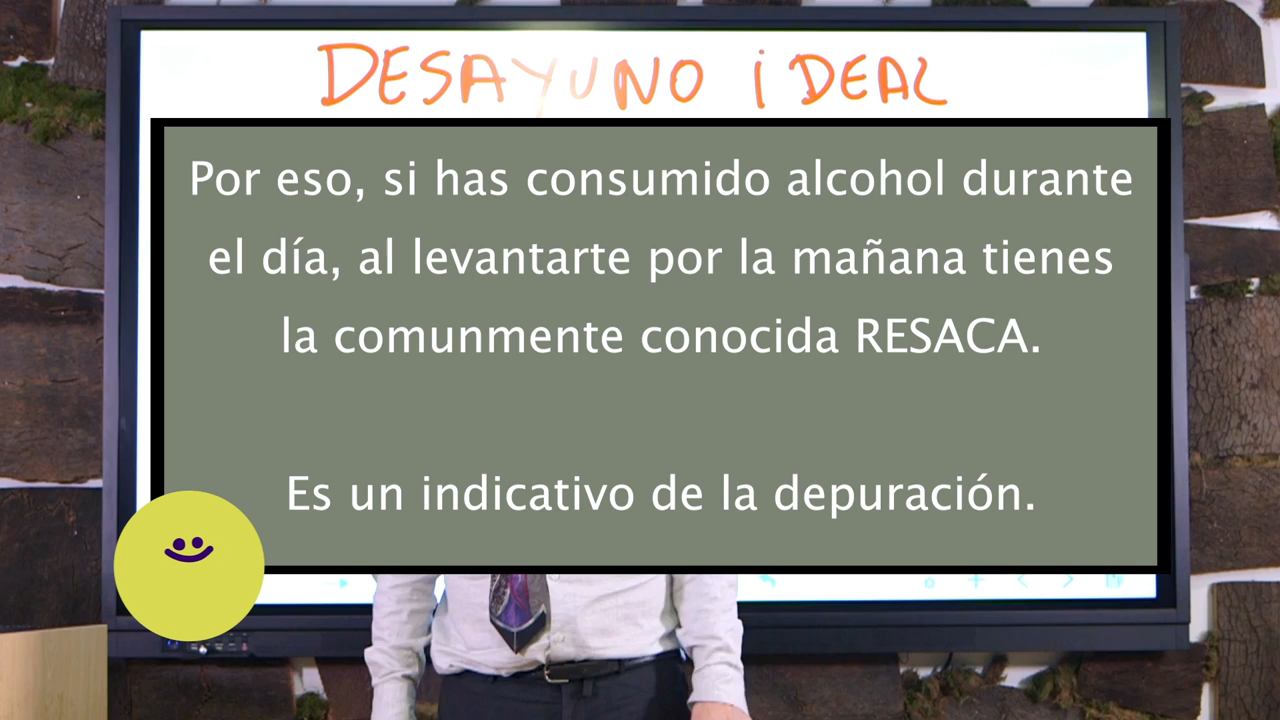 DESAYUNO iDEAL
Por eso, si has consumido alcohol durante
el día, al levantarte por la mañana tienes
la comunmente conocida RESACA.
Es un indicativo de la depuración.